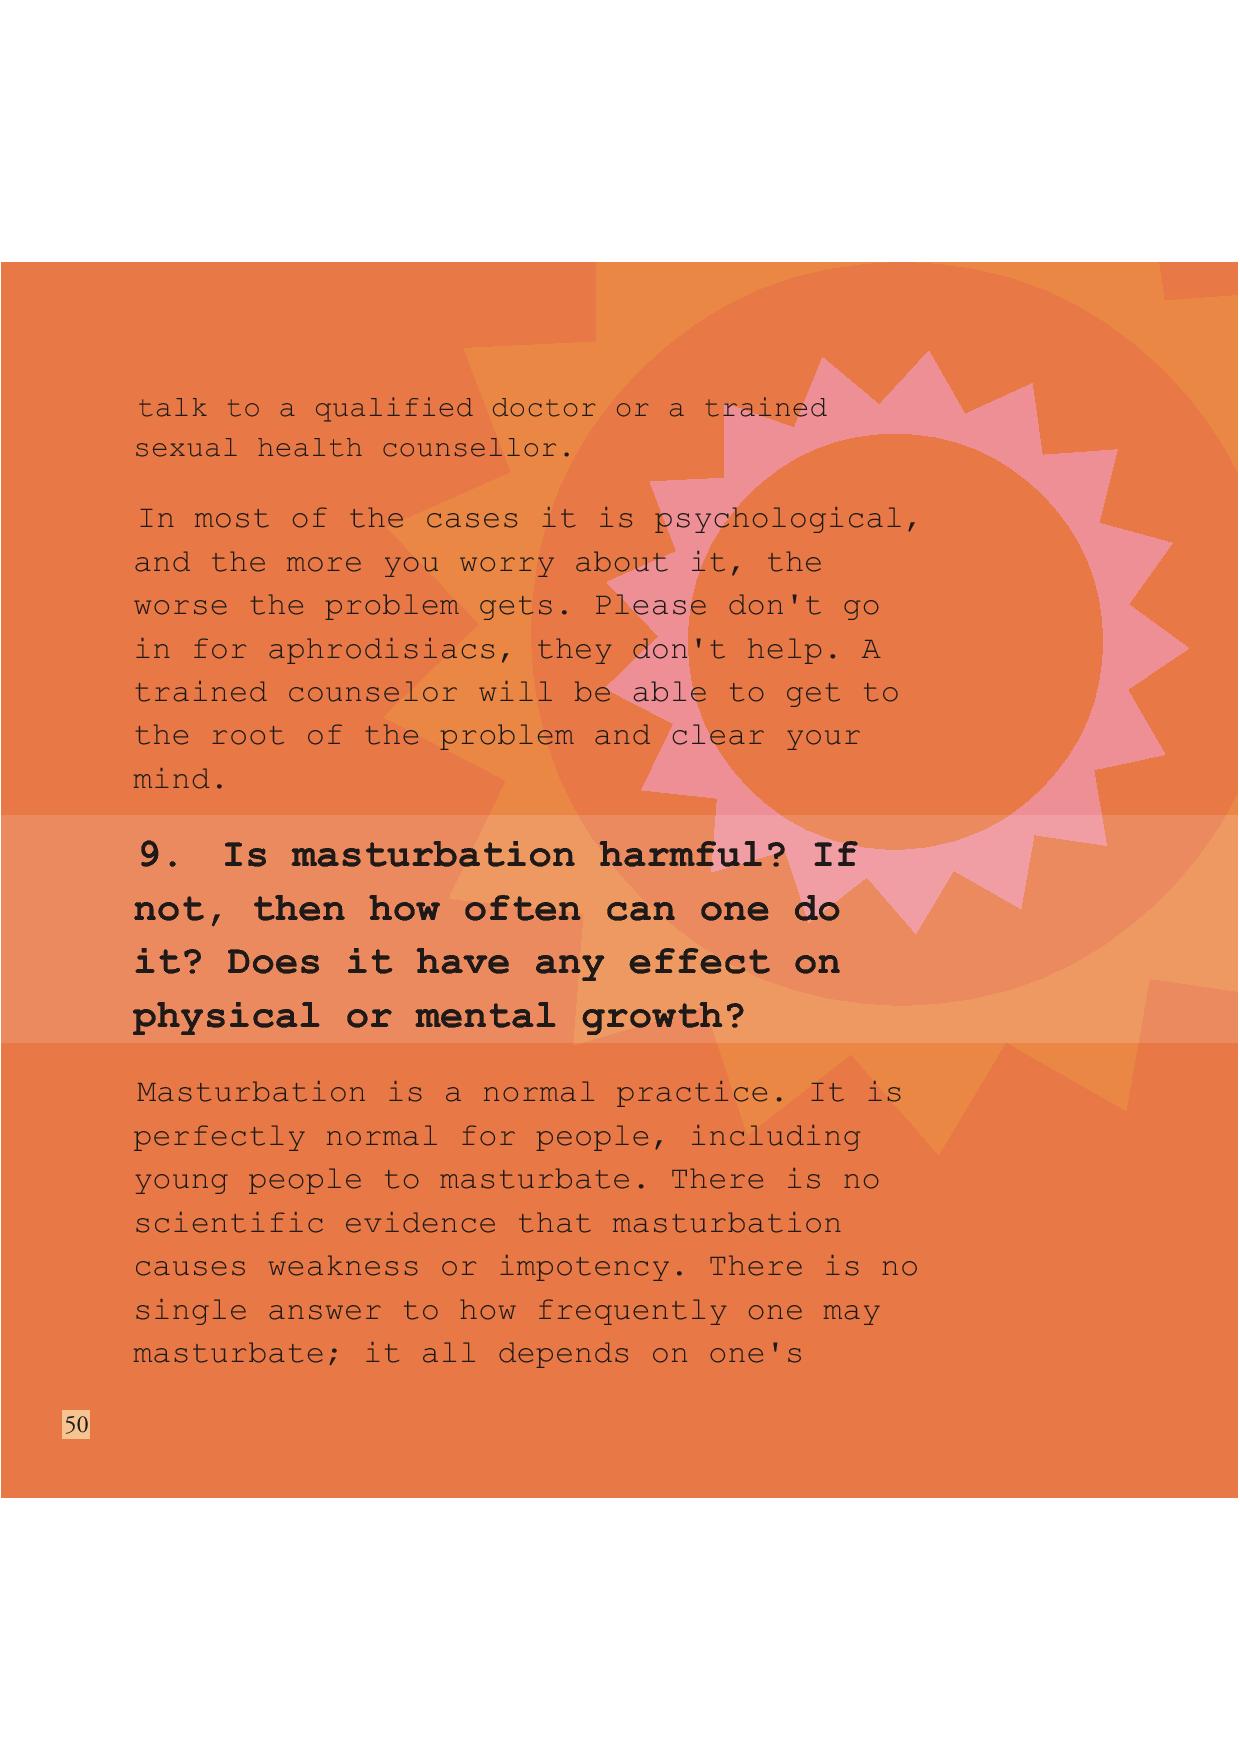 talk to a qualified doctor or a trained
sexual health counsellor.
In most of the cases it is psychological,
and the more you worry about it, the
worse the problem gets. Please don't go
in for aphrodisiacs, they don't help. A
trained counselor will be able to get to
the root of the problem and clear your
mind.
9. Is masturbation harmful? If
not, then how often can one do
it? Does it have any effect on
physical or mental growth?
Masturbation is a normal practice. It is
perfectly normal for people, including
young people to masturbate. There is no
scientific evidence that masturbation
causes weakness or impotency. There is no
single answer to how frequently one may
masturbate; it all depends on one's
50